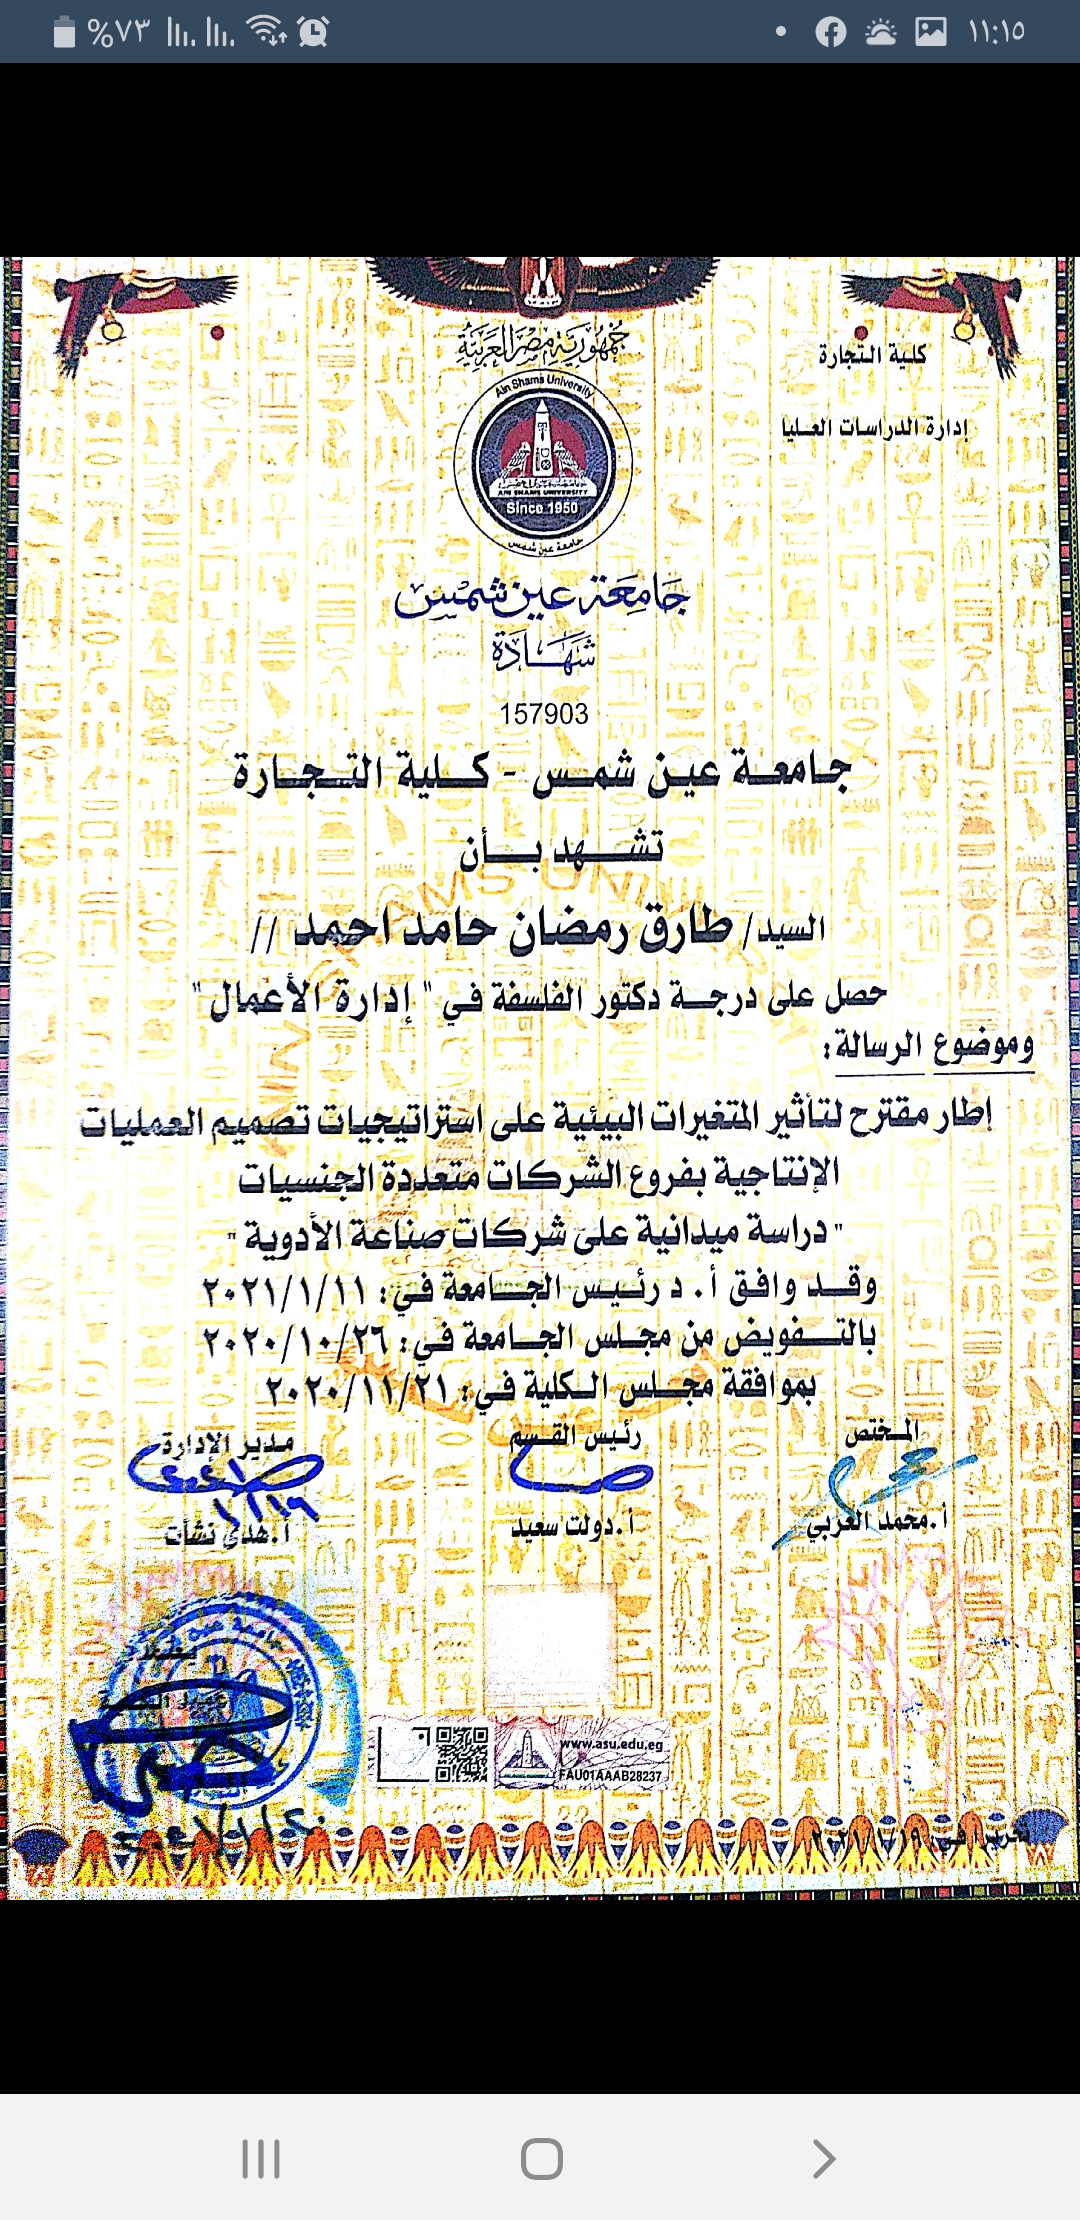 %٧٣
١١:١٥
جمهورية مصر العربية
كلية التجارة
Ain Shams University
إدارة الدراسات العليا
AIN SHAMS UNIVERSITY
Since 1950
جامعة عين شمس
جامعة عين شمس
شهادة
157903
جامعة عين شمس - كلية التجارة
تشهد بأن
السيد/ طارق رمضان حامد احمد //
حصل على درجة دكتور الفلسفة في " إدارة الأعمال "
وموضوع الرسالة:
إطار مقترح لتأثير المتغيرات البيئية على استراتيجيات تصميم العمليات
الإنتاجية بفروع الشركات متعددة الجنسيات
" دراسة ميدانية على شركات صناعة الأدوية "
وقد وافق أ. د رئيس الجامعة في: ٢٠٢١/١/١١
بالتفويض من مجلس الجامعة في: ٢٠٢٠/١٠/٢٦
بموافقة مجلس الكلية في: ٢٠٢٠/١١/٢١
المختص
رئيس القسم
مدير الإدارة
أ.محمد العربي
أ.دولت سعيد
أ.هدى نشأت
www.asu.edu.eg
FAU01AAAB28237